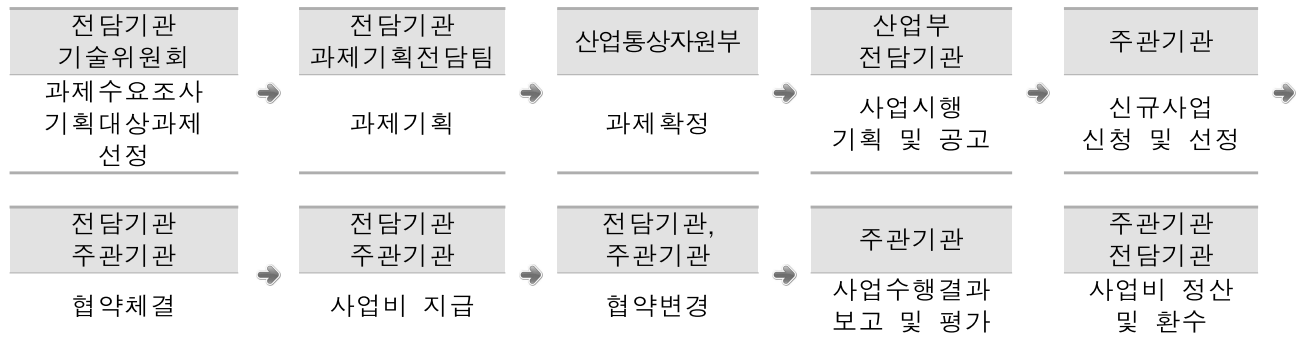 전담기관
기술위원회
과제수요조사
기획대상과제
선정
전담기관
과제기획전담팀
과제기획
산업통상자원부
과제확정
산업부
전담기관
사업시행
기획 및 공고
주관기관
신규사업
신청 및 선정
전담기관
주관기관
협약체결
전담기관
주관기관
사업비 지급
전담기관,
주관기관
협약변경
주관기관
사업수행결과
보고 및 평가
주관기관
전담기관
사업비 정산
및 환수